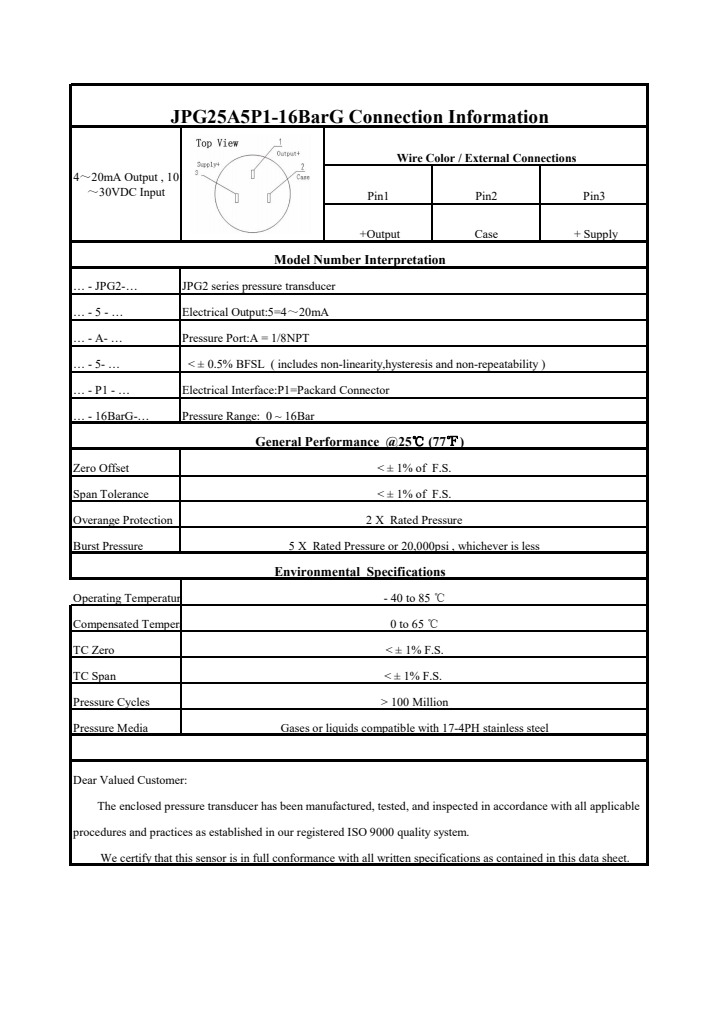 JPG25A5P1-16BarG Connection Information
4～20mA Output , 10
～30VDC Input
Top View
1
Output+
Supply+
3
2
Case
Wire Color / External Connections
Pin1 Pin2 Pin3
+Output Case + Supply
Model Number Interpretation
… - JPG2-… JPG2 series pressure transducer
… - 5 - … Electrical Output:5=4～20mA
… - A- … Pressure Port:A = 1/8NPT
… - 5- … < ± 0.5% BFSL ( includes non-linearity,hysteresis and non-repeatability )
… - P1 - … Electrical Interface:P1=Packard Connector
… - 16BarG-… Pressure Range: 0 ~ 16Bar
General Performance @25℃ (77℉)
Zero Offset < ± 1% of F.S.
Span Tolerance < ± 1% of F.S.
Overange Protection 2 X Rated Pressure
Burst Pressure 5 X Rated Pressure or 20,000psi , whichever is less
Environmental Specifications
Operating Temperatur - 40 to 85 ℃
Compensated Temper 0 to 65 ℃
TC Zero < ± 1% F.S.
TC Span < ± 1% F.S.
Pressure Cycles > 100 Million
Pressure Media Gases or liquids compatible with 17-4PH stainless steel
Dear Valued Customer:
The enclosed pressure transducer has been manufactured, tested, and inspected in accordance with all applicable
procedures and practices as established in our registered ISO 9000 quality system.
We certify that this sensor is in full conformance with all written specifications as contained in this data sheet.